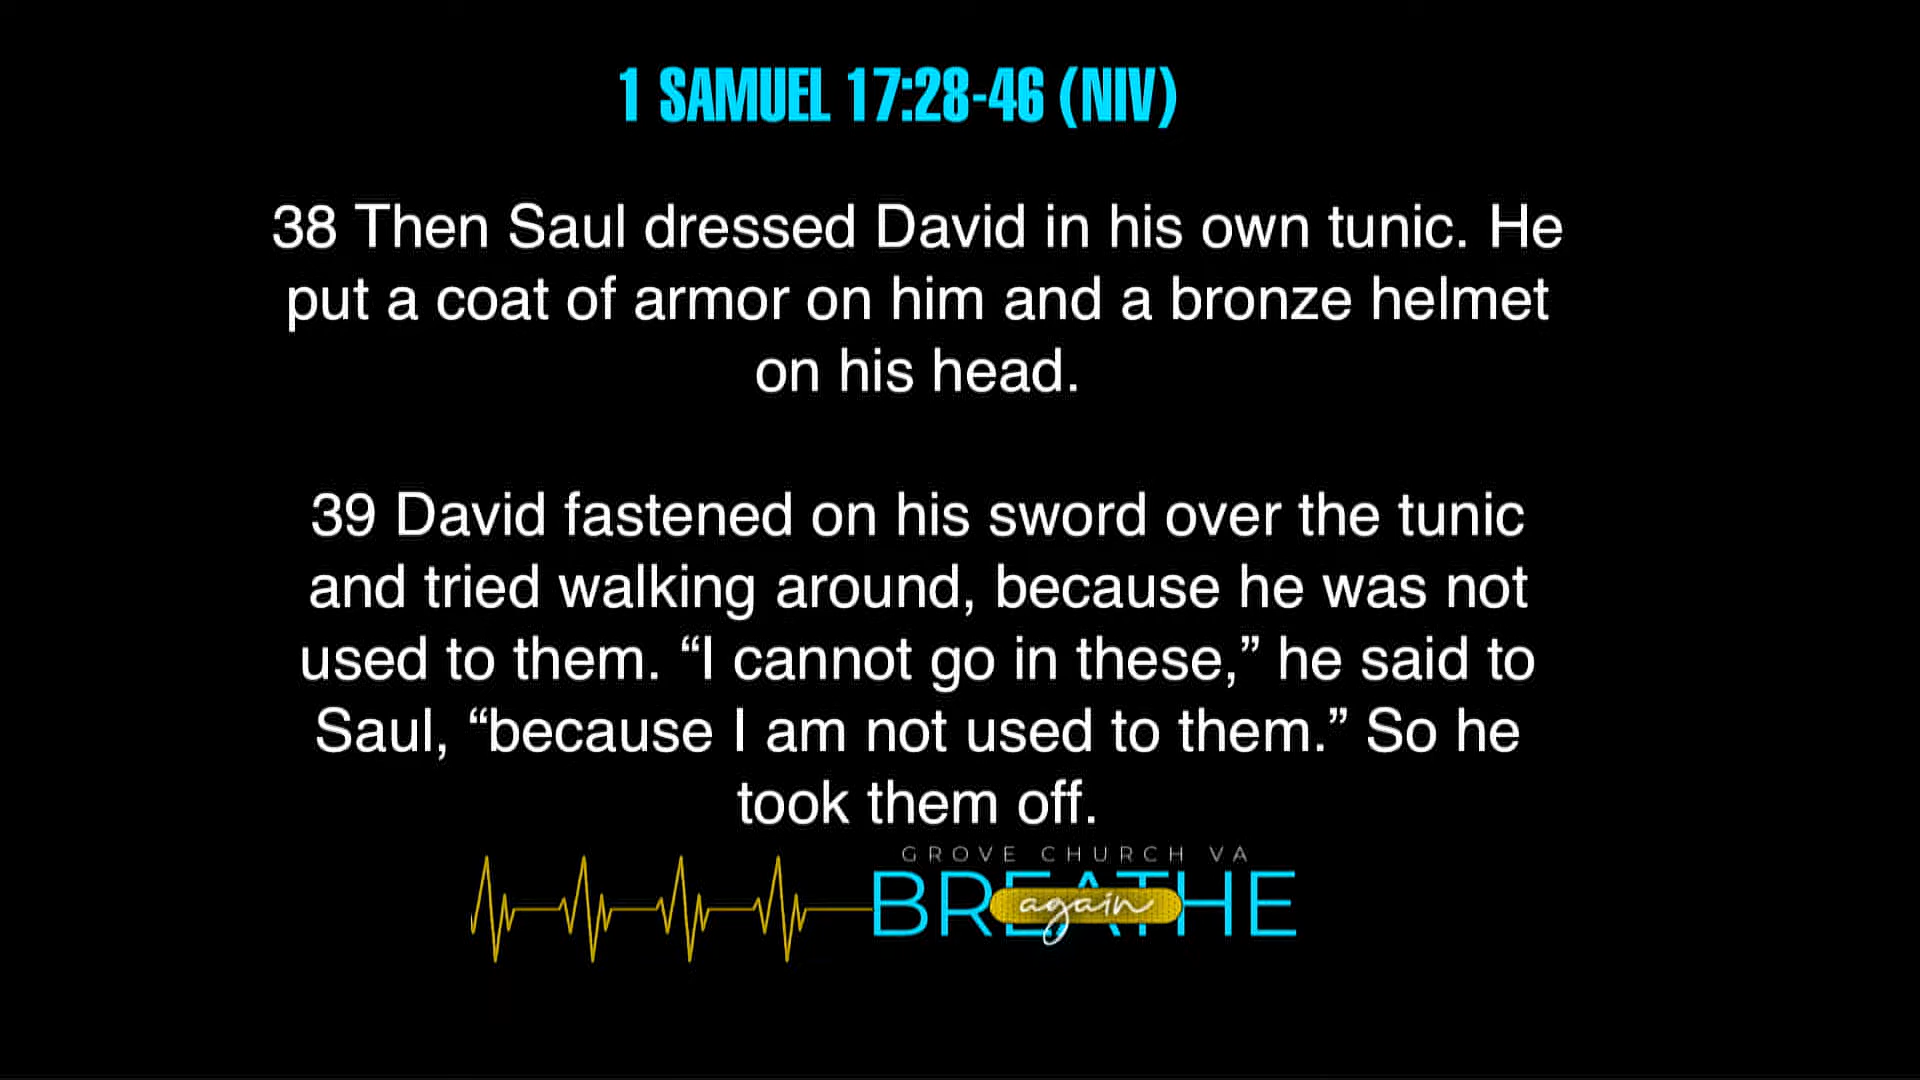 1 SAMUEL 17:28-46 (NIV)
38 Then Saul dressed David in his own tunic. He
put a coat of armor on him and a bronze helmet
on his head.
39 David fastened on his sword over the tunic
and tried walking around, because he was not
used to them. “I cannot go in these,” he said to
Saul, “because I am not used to them.” So he
took them off.
GROVE CHURCH VA
BREATHE
again